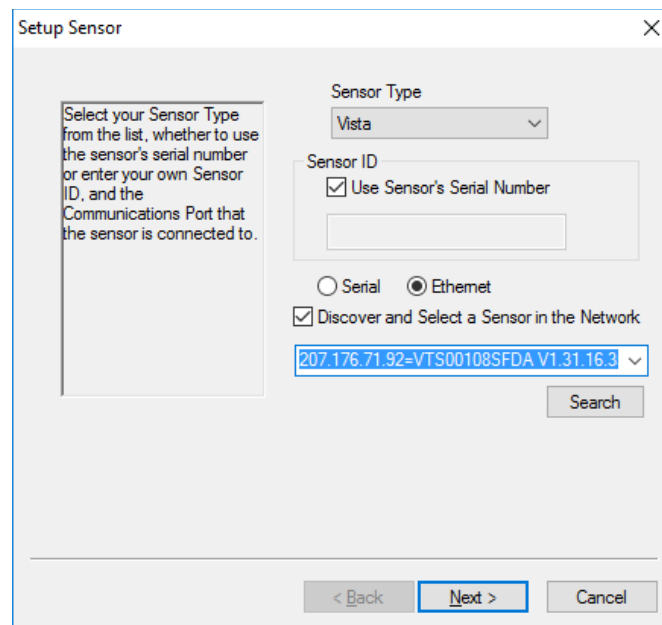 Setup Sensor
Select your Sensor Type
from the list, whether to use
the sensor's serial number
or enter your own Sensor
ID, and the
Communications Port that
the sensor is connected to.
Sensor Type
Vista
Sensor ID
Use Sensor's Serial Number
Serial
Ethernet
Discover and Select a Sensor in the Network
207.176.71.92=VTS00108SFDA V1.31.16.3
Search
< Back
Next >
Cancel